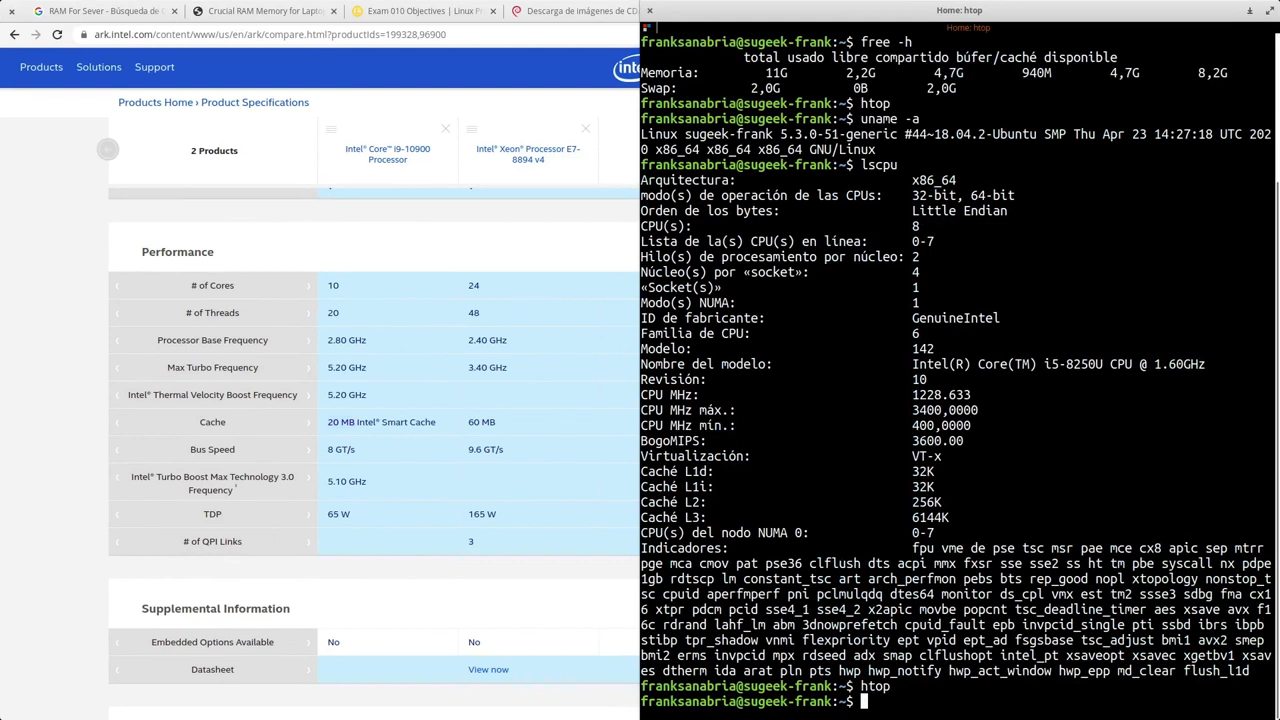 RAM For Sever - Búsqueda de C
Crucial RAM Memory for Laptop
Exam 010 Objectives | Linux Pr
Descarga de imágenes de CD
ark.intel.com/content/www/us/en/ark/compare.html?productIds=199328,96900
Products Solutions Support
inte
Products Home › Product Specifications
2 Products
Intel® Core™ i9-10900 Processor
Intel® Xeon® Processor E7-8894 v4
Performance
# of Cores 10 24
# of Threads 20 48
Processor Base Frequency 2.80 GHz 2.40 GHz
Max Turbo Frequency 5.20 GHz 3.40 GHz
Intel® Thermal Velocity Boost Frequency 5.20 GHz
Cache 20 MB Intel® Smart Cache 60 MB
Bus Speed 8 GT/s 9.6 GT/s
Intel® Turbo Boost Max Technology 3.0 Frequency 5.10 GHz
TDP 65 W 165 W
# of QPI Links 3
Supplemental Information
Embedded Options Available No No
Datasheet View now
Home: htop
Home: htop
franksanabria@sugeek-frank:~$ free -h
total usado libre compartido búfer/caché disponible
Memoria: 11G 2,2G 4,7G 940M 4,7G 8,2G
Swap: 2,0G 0B 2,0G
franksanabria@sugeek-frank:~$ htop
franksanabria@sugeek-frank:~$ uname -a
Linux sugeek-frank 5.3.0-51-generic #44~18.04.2-Ubuntu SMP Thu Apr 23 14:27:18 UTC 202
0 x86_64 x86_64 x86_64 GNU/Linux
franksanabria@sugeek-frank:~$ lscpu
Arquitectura: x86_64
modo(s) de operación de las CPUs: 32-bit, 64-bit
Orden de los bytes: Little Endian
CPU(s): 8
Lista de la(s) CPU(s) en línea: 0-7
Hilo(s) de procesamiento por núcleo: 2
Núcleo(s) por «socket»: 4
«Socket(s)» 1
Modo(s) NUMA: 1
ID de fabricante: GenuineIntel
Familia de CPU: 6
Modelo: 142
Nombre del modelo: Intel(R) Core(TM) i5-8250U CPU @ 1.60GHz
Revisión: 10
CPU MHz: 1228.633
CPU MHz máx.: 3400,0000
CPU MHz mín.: 400,0000
BogoMIPS: 3600.00
Virtualización: VT-x
Caché L1d: 32K
Caché L1i: 32K
Caché L2: 256K
Caché L3: 6144K
CPU(s) del nodo NUMA 0: 0-7
Indicadores: fpu vme de pse tsc msr pae mce cx8 apic sep mtrr
pge mca cmov pat pse36 clflush dts acpi mmx fxsr sse sse2 ss ht tm pbe syscall nx pdpe
1gb rdtscp lm constant_tsc art arch_perfmon pebs bts rep_good nopl xtopology nonstop_t
sc cpuid aperfmperf pni pclmulqdq dtes64 monitor ds_cpl vmx est tm2 ssse3 sdbg fma cx1
6 xtpr pdcm pcid sse4_1 sse4_2 x2apic movbe popcnt tsc_deadline_timer aes xsave avx f1
6c rdrand lahf_lm abm 3dnowprefetch cpuid_fault epb invpcid_single pti ssbd ibrs ibpb
stibp tpr_shadow vnmi flexpriority ept vpid ept_ad fsgsbase tsc_adjust bmi1 avx2 smep
bmi2 erms invpcid mpx rdseed adx smap clflushopt intel_pt xsaveopt xsavec xgetbv1 xsav
es dtherm ida arat pln pts hwp hwp_notify hwp_act_window hwp_epp md_clear flush_l1d
franksanabria@sugeek-frank:~$ htop
franksanabria@sugeek-frank:~$